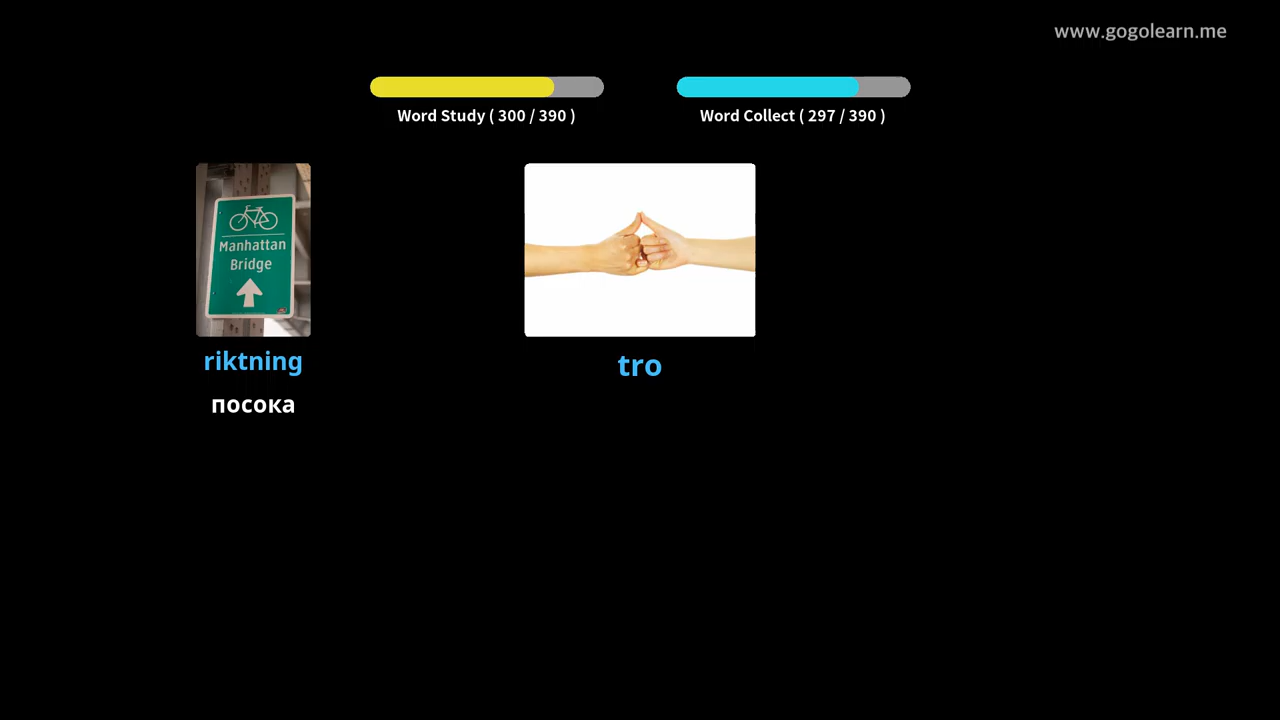 www.gogolearn.me
Word Study ( 300 / 390 )
Word Collect ( 297 / 390 )
Manhattan
Bridge
riktning
tro
посока